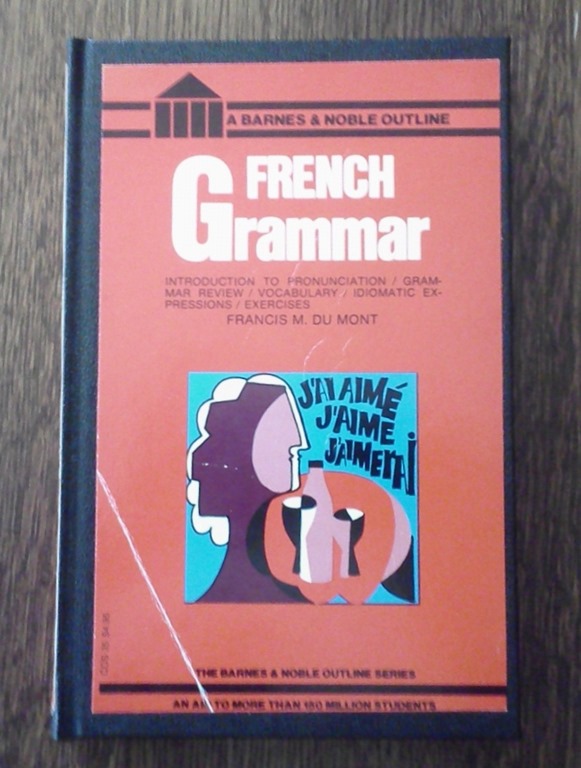 A BARNES & NOBLE OUTLINE
FRENCH
Grammar
INTRODUCTION TO PRONUNCIATION / GRAM-
MAR REVIEW / VOCABULARY / IDIOMATIC EX-
PRESSIONS / EXERCISES
FRANCIS M. DU MONT
J'AI AIMÉ
J'AIME
J'AIMERAI
THE BARNES & NOBLE OUTLINE SERIES
AN AID TO MORE THAN 150 MILLION STUDENTS